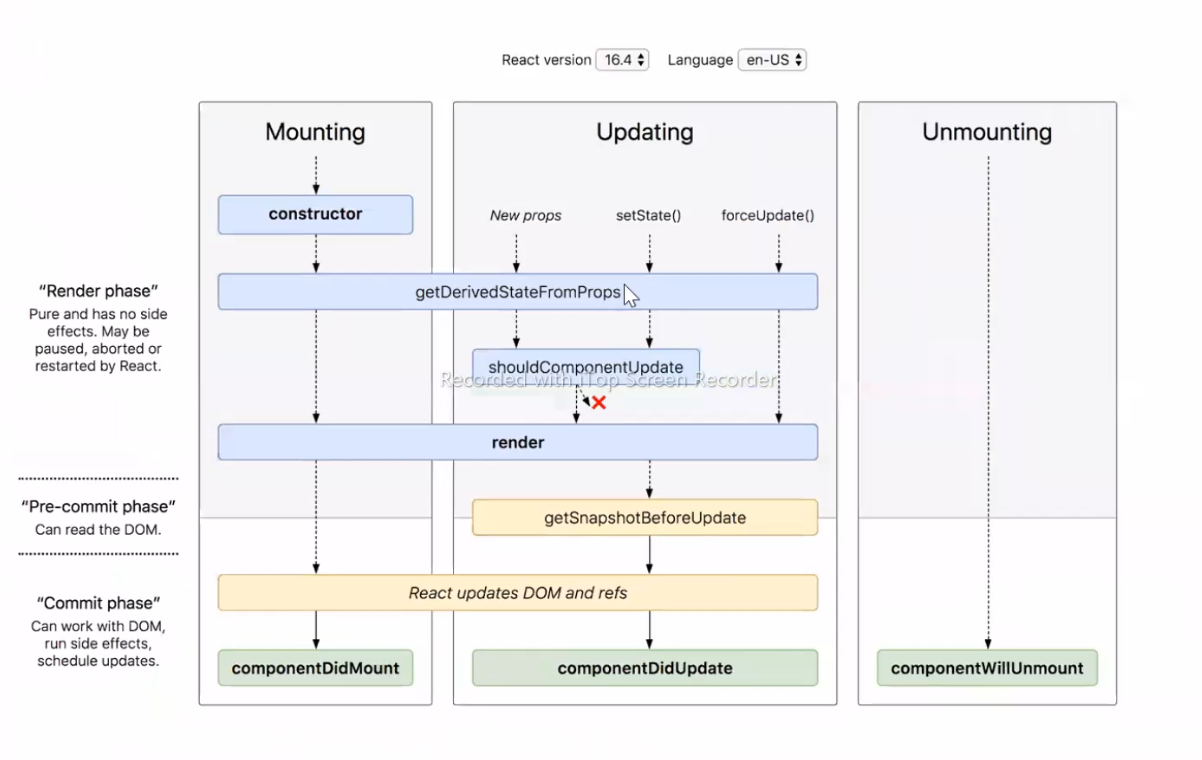 React version 16.4 Language en-US
Mounting
Updating
Unmounting
constructor
New props
setState()
forceUpdate()
getDerivedStateFromProps
"Render phase"
Pure and has no side
effects. May be
paused, aborted or
restarted by React.
shouldComponentUpdate
Recorded with iTop Screen Recorder
render
"Pre-commit phase"
Can read the DOM.
getSnapshotBeforeUpdate
React updates DOM and refs
"Commit phase"
Can work with DOM,
run side effects,
schedule updates.
componentDidMount
componentDidUpdate
componentWillUnmount